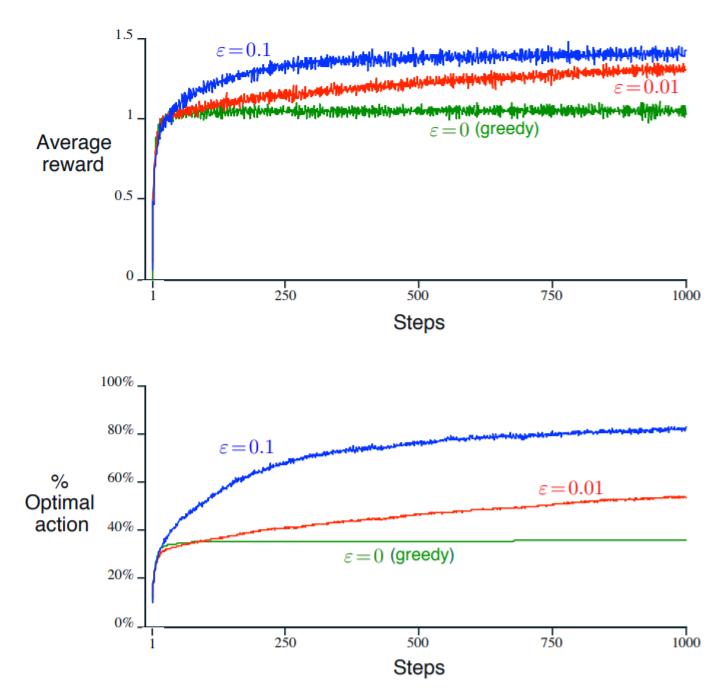 1.5
ε=0.1
ε=0.01
1
ε=0 (greedy)
Average
reward
0.5
0
1
250
500
750
1000
Steps
100%
80%
ε=0.1
%
Optimal
action
60%
ε=0.01
40%
ε=0 (greedy)
20%
0%
1
250
500
750
1000
Steps